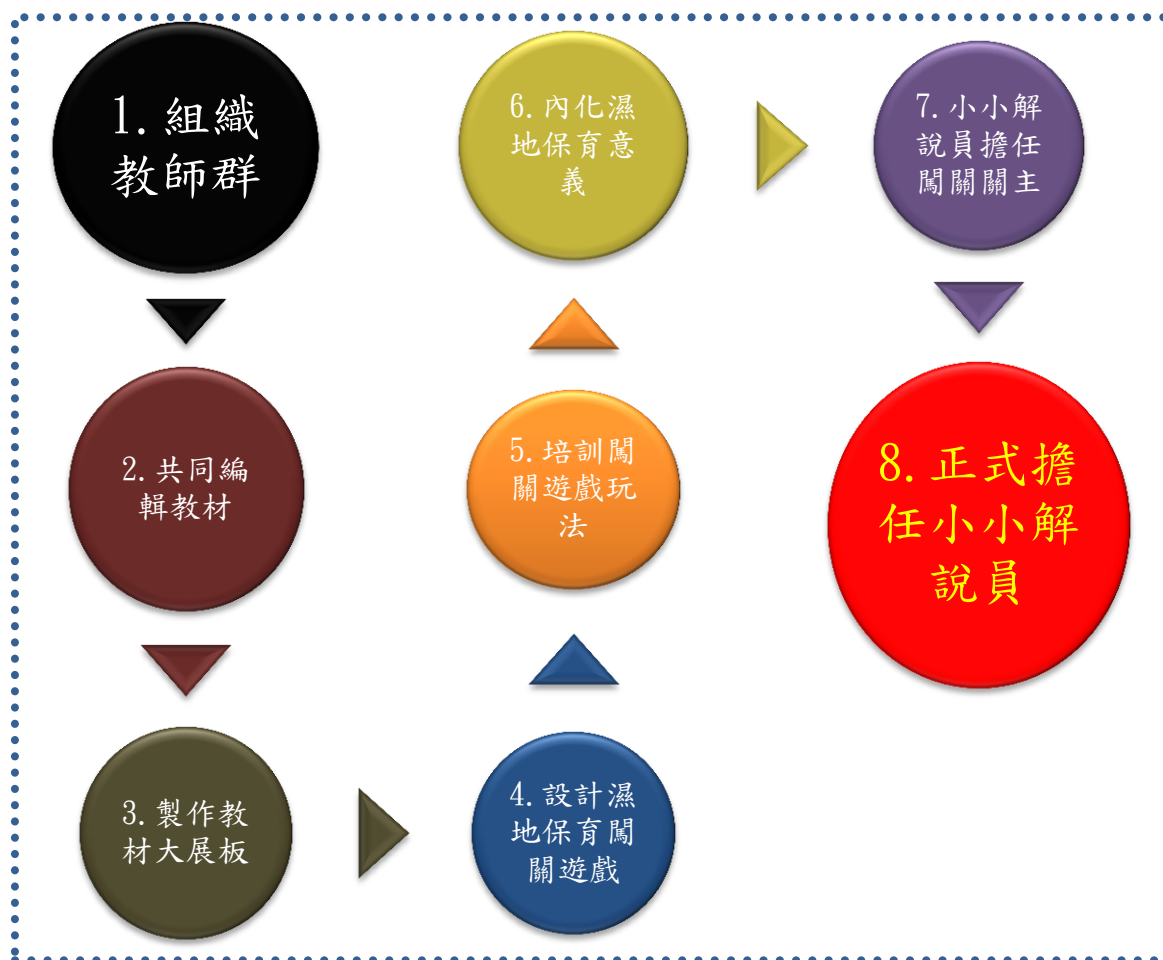 1.組織
教師群
2.共同編
輯教材
3.製作教
材大展板
4.設計濕
地保育闖
關遊戲
5.培訓闖
關遊戲玩
法
6.內化濕
地保育意
義
7.小小解
說員擔任
闖關關主
8.正式擔
任小小解
說員